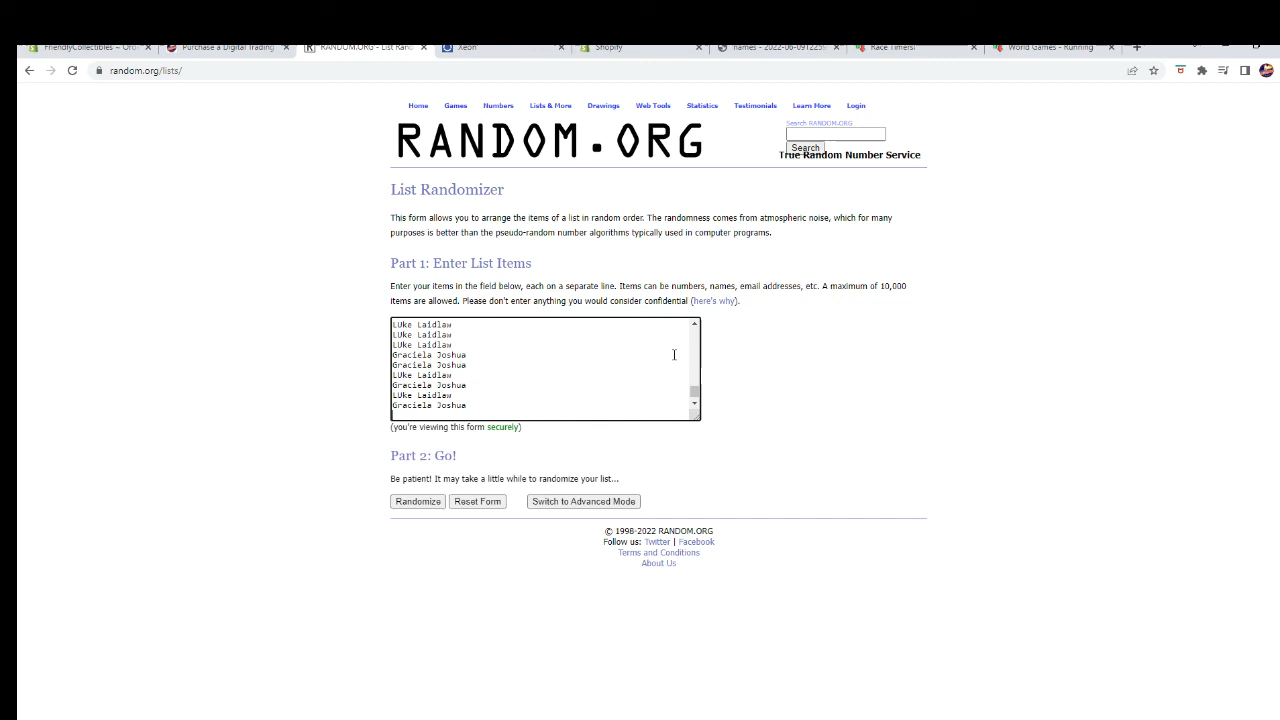 FriendlyCollectibles ~ Ord
Purchase a Digital Trading
RANDOM.ORG - List Rand
Xeon
Shopify
names - 2022-06-0912259
Race Timers!
World Games - Running
random.org/lists/
Home Games Numbers Lists & More Drawings Web Tools Statistics Testimonials Learn More Login
RANDOM.ORG
Search RANDOM.ORG
Search
True Random Number Service
List Randomizer
This form allows you to arrange the items of a list in random order. The randomness comes from atmospheric noise, which for many
purposes is better than the pseudo-random number algorithms typically used in computer programs.
Part 1: Enter List Items
Enter your items in the field below, each on a separate line. Items can be numbers, names, email addresses, etc. A maximum of 10,000
items are allowed. Please don't enter anything you would consider confidential (here's why).
LUke Laidlaw
LUke Laidlaw
LUke Laidlaw
Graciela Joshua
Graciela Joshua
LUke Laidlaw
Graciela Joshua
LUke Laidlaw
Graciela Joshua
(you're viewing this form securely)
Part 2: Go!
Be patient! It may take a little while to randomize your list...
Randomize Reset Form Switch to Advanced Mode
© 1998-2022 RANDOM.ORG
Follow us: Twitter | Facebook
Terms and Conditions
About Us